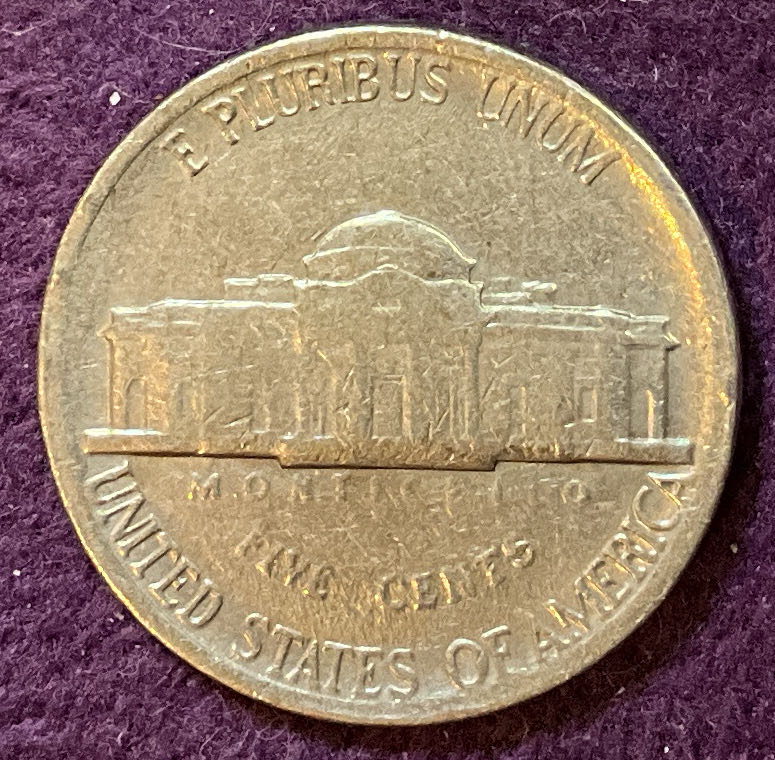 E PLURIBUS UNUM
MONTICELLO
FIVE CENTS
UNITED STATES OF AMERICA